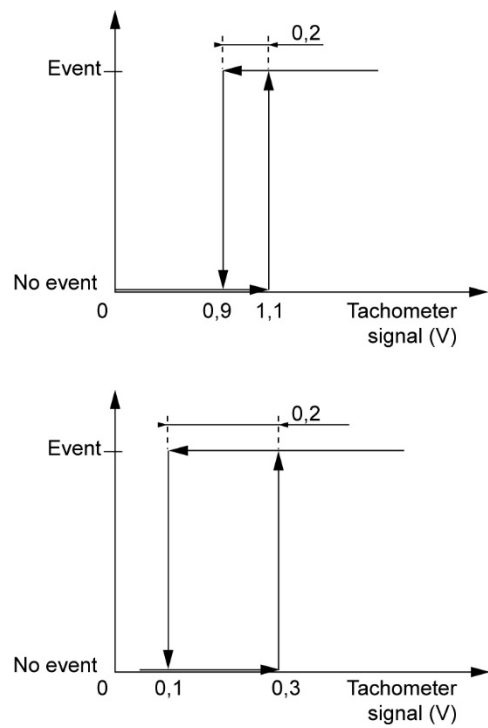 0,2
Event
No event
0
0,9
1,1
Tachometer
signal (V)
0,2
Event
No event
0
0,1
0,3
Tachometer
signal (V)